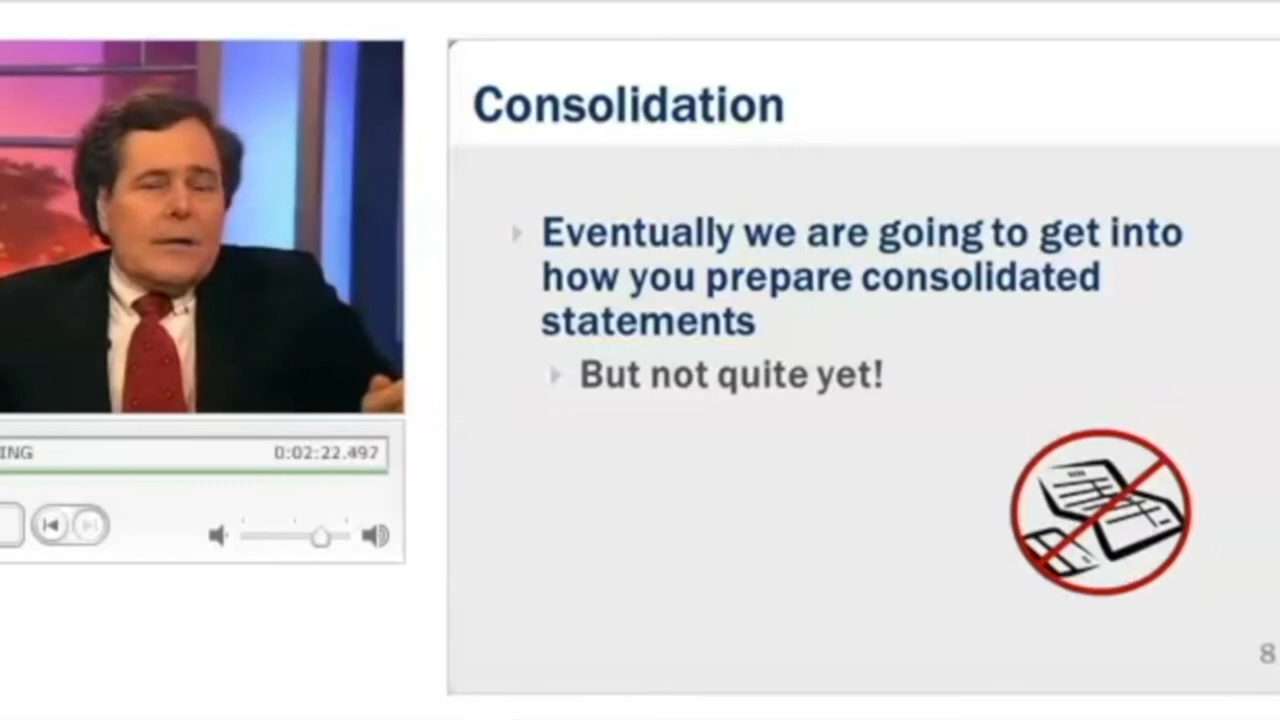 Consolidation
Eventually we are going to get into
how you prepare consolidated
statements
But not quite yet!
ING
0:02:22.497
8